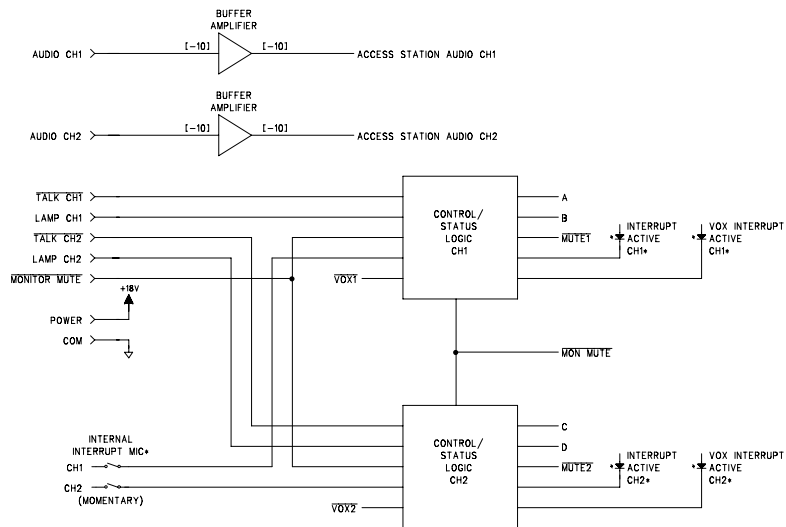 BUFFER
AMPLIFIER
AUDIO CH1
[-10]
[-10]
ACCESS STATION AUDIO CH1
BUFFER
AMPLIFIER
AUDIO CH2
[-10]
[-10]
ACCESS STATION AUDIO CH2
TALK CH1
LAMP CH1
TALK CH2
LAMP CH2
MONITOR MUTE
+18V
POWER
COM
CONTROL/
STATUS
LOGIC
CH1
VOX1
A
B
MUTE1
* INTERRUPT
ACTIVE
CH1*
* VOX INTERRUPT
ACTIVE
CH1*
MON MUTE
INTERNAL
INTERRUPT MIC*
CH1
CH2
(MOMENTARY)
CONTROL/
STATUS
LOGIC
CH2
VOX2
C
D
MUTE2
* INTERRUPT
ACTIVE
CH2*
* VOX INTERRUPT
ACTIVE
CH2*